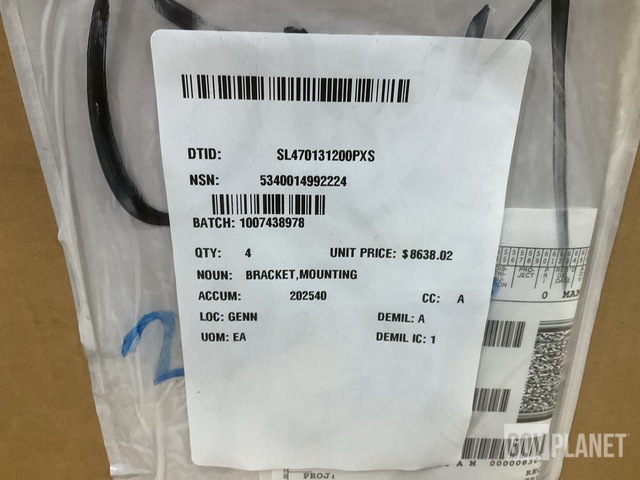 DTID: SL470131200PXS
NSN: 5340014992224
BATCH: 1007438978
QTY: 4 UNIT PRICE: $8638.02
NOUN: BRACKET,MOUNTING
ACCUM: 202540 CC: A
LOC: GENN DEMIL: A
UOM: EA DEMIL IC: 1
PROJ:
GOVPLANET